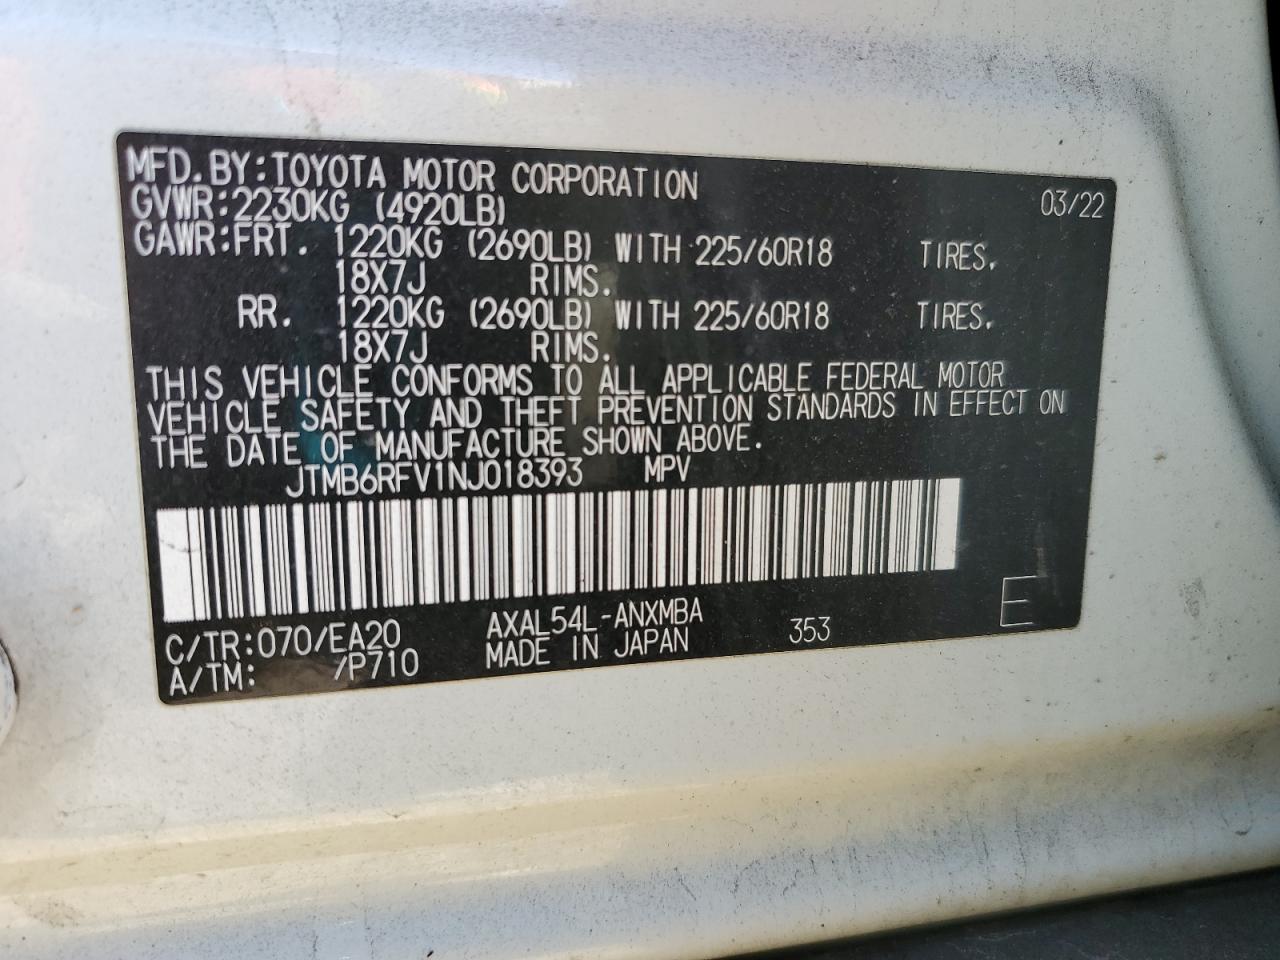 MFD.BY:TOYOTA MOTOR CORPORATION 03/22
GVWR:2230KG (4920LB)
GAWR:FRT. 1220KG (2690LB) WITH 225/60R18 TIRES.
18X7J RIMS.
RR. 1220KG (2690LB) WITH 225/60R18 TIRES.
18X7J RIMS.
THIS VEHICLE CONFORMS TO ALL APPLICABLE FEDERAL MOTOR
VEHICLE SAFETY AND THEFT PREVENTION STANDARDS IN EFFECT ON
THE DATE OF MANUFACTURE SHOWN ABOVE.
JTMB6RFV1NJ018393 MPV
C/TR:070/EA20 AXAL54L-ANXMBA 353 E
A/TM: /P710 MADE IN JAPAN